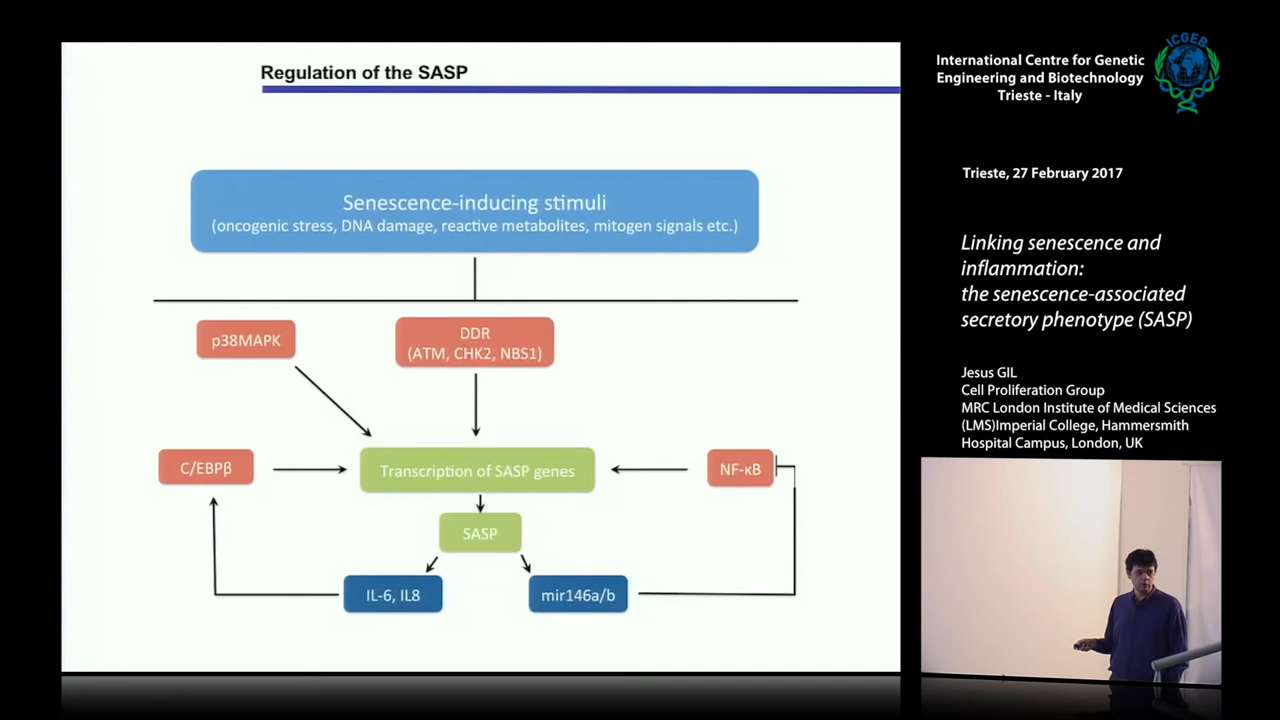 Regulation of the SASP
Senescence-inducing stimuli
(oncogenic stress, DNA damage, reactive metabolites, mitogen signals etc.)
p38MAPK
DDR
(ATM, CHK2, NBS1)
C/EBPβ
Transcription of SASP genes
NF-κB
SASP
IL-6, IL8
mir146a/b
International Centre for Genetic
Engineering and Biotechnology
Trieste - Italy
ICGEB
Trieste, 27 February 2017
Linking senescence and
inflammation:
the senescence-associated
secretory phenotype (SASP)
Jesus GIL
Cell Proliferation Group
MRC London Institute of Medical Sciences
(LMS)Imperial College, Hammersmith
Hospital Campus, London, UK